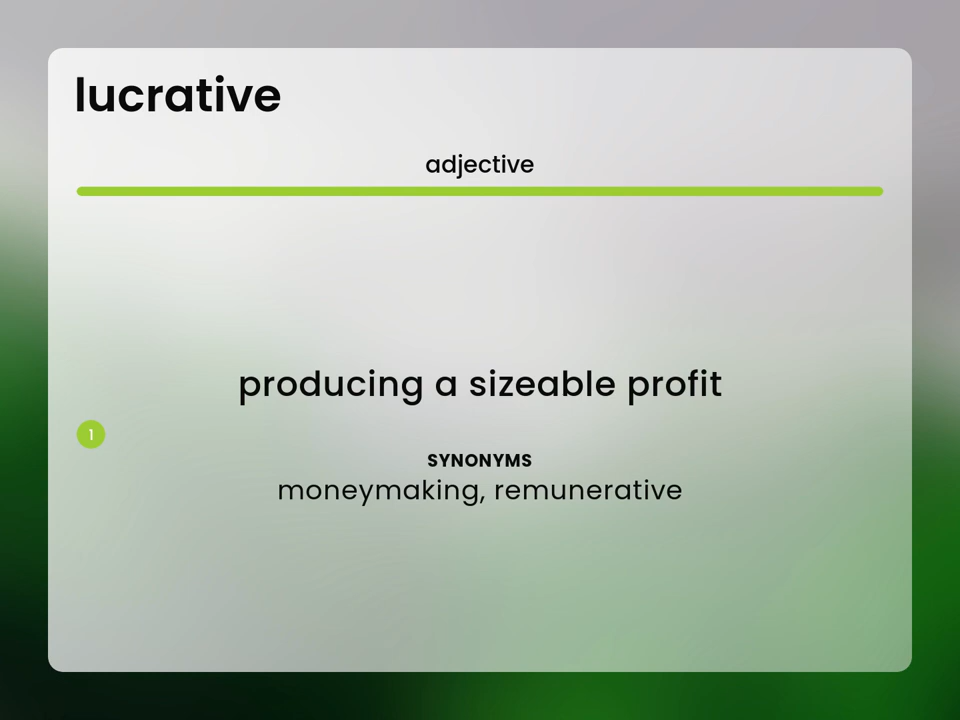 lucrative
adjective
producing a sizeable profit
1
SYNONYMS
moneymaking, remunerative